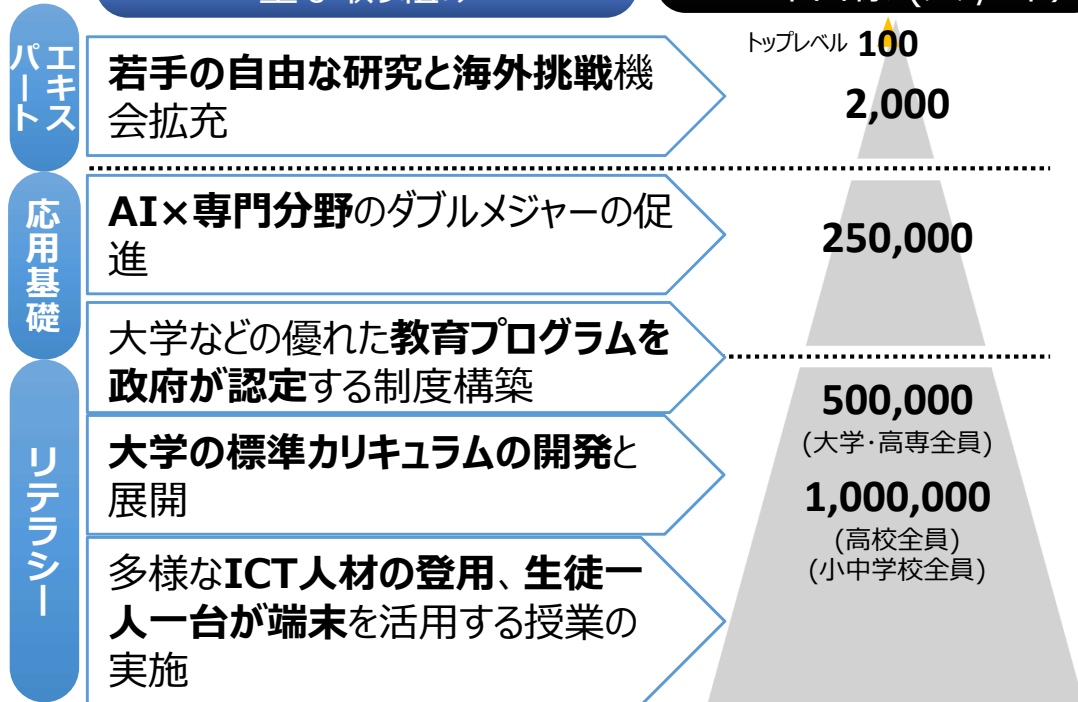 エキス
パート
若手の自由な研究と海外挑戦機
会拡充
トップレベル 100
2,000
応用基礎
AI×専門分野のダブルメジャーの促
進
250,000
大学などの優れた教育プログラムを
政府が認定する制度構築
リテラシー
大学の標準カリキュラムの開発と
展開
多様なICT人材の登用、生徒一
人一台が端末を活用する授業の
実施
500,000
(大学・高専全員)
1,000,000
(高校全員)
(小中学校全員)